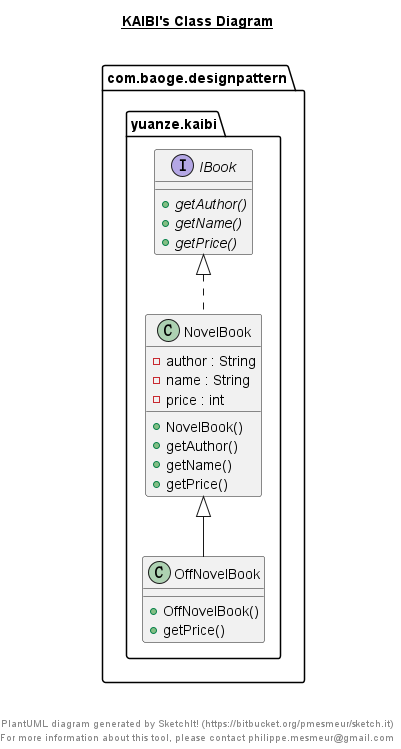 KAIBI's Class Diagram
com.baoge.designpattern
yuanze.kaibi
I IBook
getAuthor()
getName()
getPrice()
C NovelBook
author : String
name : String
price : int
NovelBook()
getAuthor()
getName()
getPrice()
C OffNovelBook
OffNovelBook()
getPrice()
PlantUML diagram generated by SketchIt! (https://bitbucket.org/pmesmeur/sketch.it)
For more information about this tool, please contact philippe.mesmeur@gmail.com